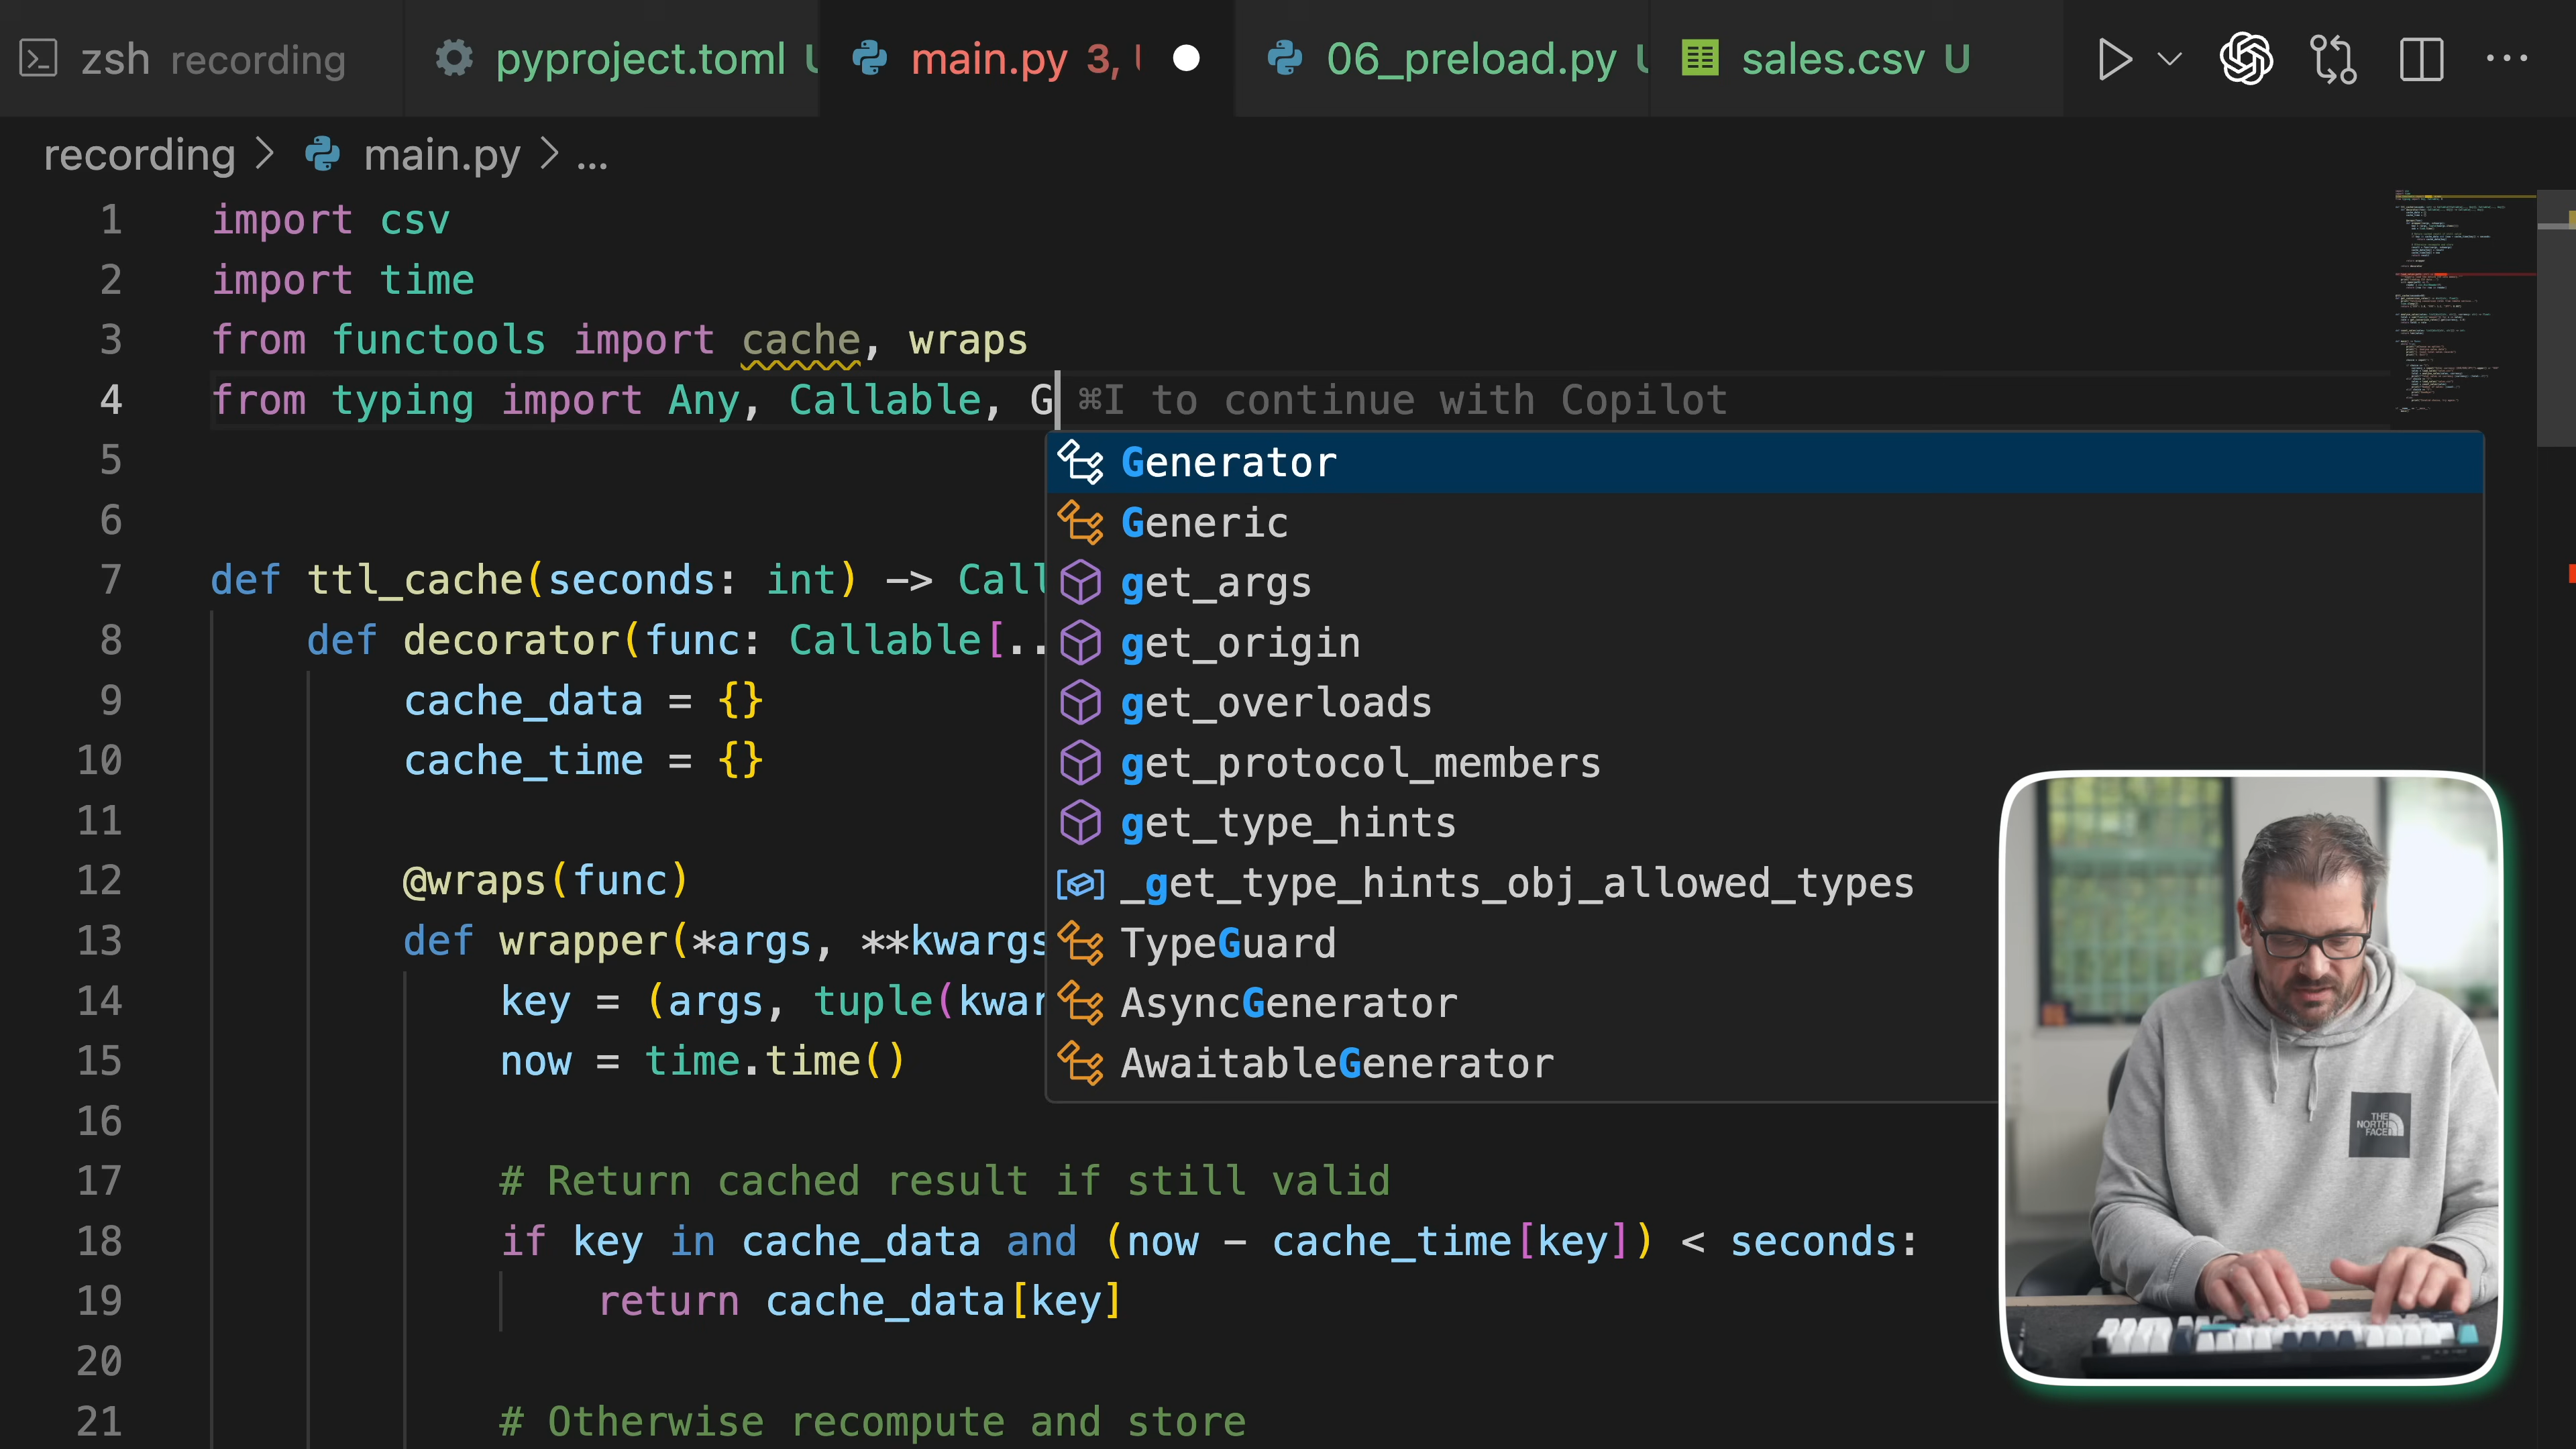 zsh recording
pyproject.toml U
main.py 3, U
06_preload.py U
sales.csv U
recording > main.py > ...
1 import csv
2 import time
3 from functools import cache, wraps
4 from typing import Any, Callable, G ⌘I to continue with Copilot
5
6
7 def ttl_cache(seconds: int) -> Call
8 def decorator(func: Callable[..
9 cache_data = {}
10 cache_time = {}
11
12 @wraps(func)
13 def wrapper(*args, **kwargs
14 key = (args, tuple(kwar
15 now = time.time()
16
17 # Return cached result if still valid
18 if key in cache_data and (now - cache_time[key]) < seconds:
19 return cache_data[key]
20
21 # Otherwise recompute and store
Generator
Generic
get_args
get_origin
get_overloads
get_protocol_members
get_type_hints
_get_type_hints_obj_allowed_types
TypeGuard
AsyncGenerator
AwaitableGenerator
THE
NORTH
FACE